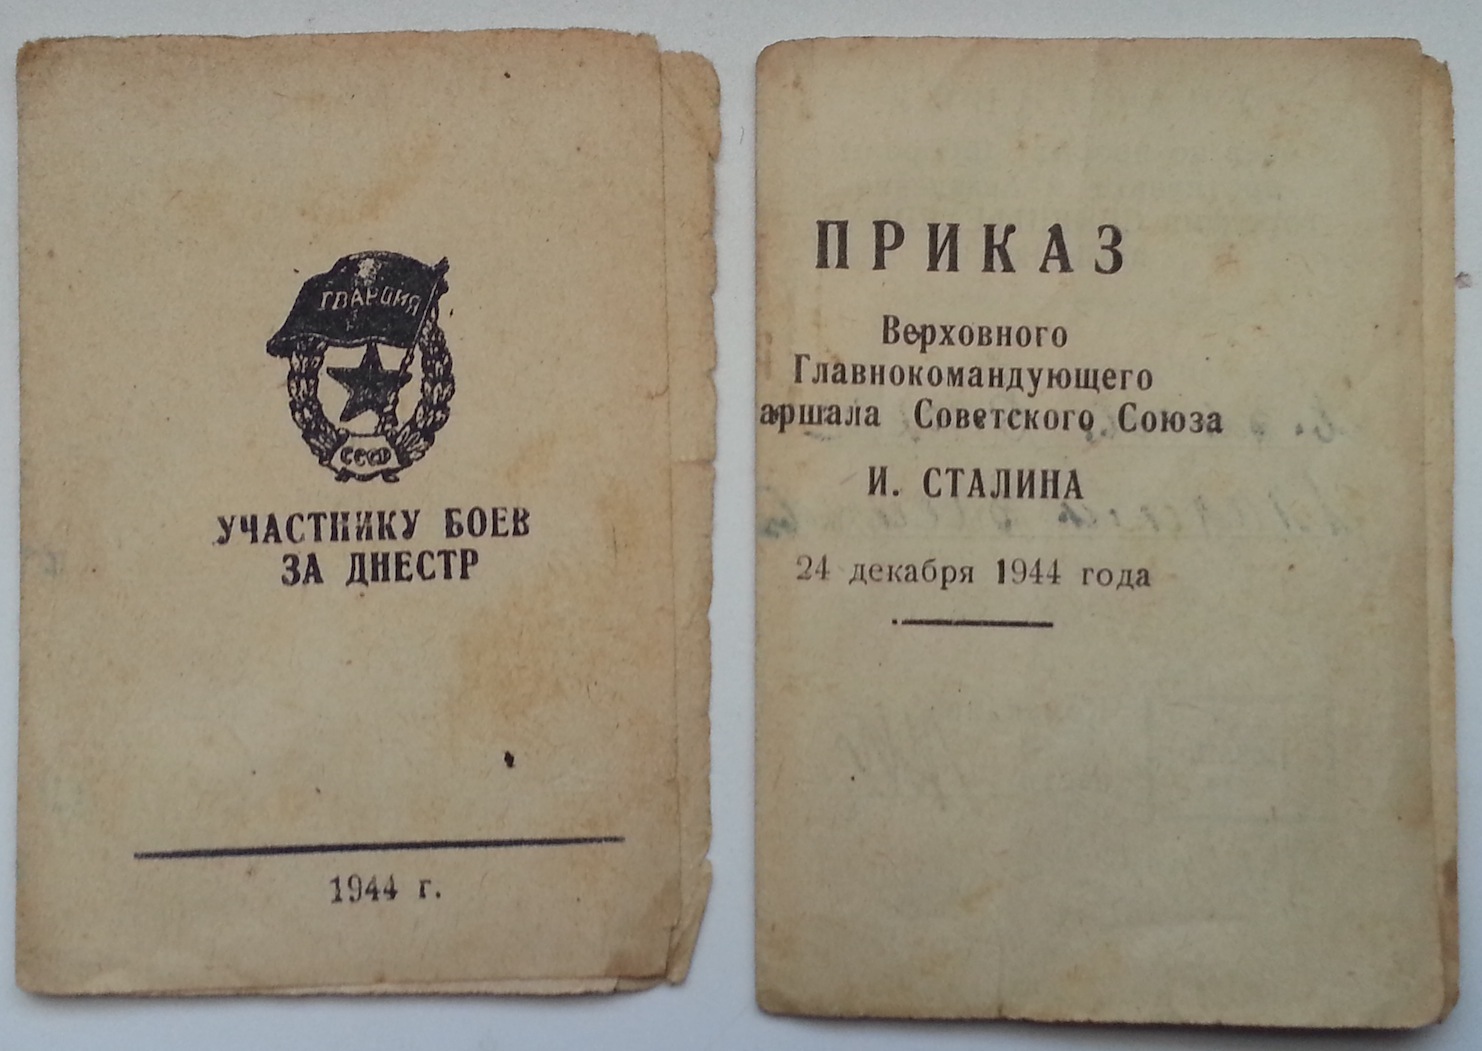 ГВАРДИЯ
СССР
УЧАСТНИКУ БОЕВ
ЗА ДНЕСТР
1944 г.
ПРИКАЗ
Верховного
Главнокомандующего
аршала Советского Союза
И. СТАЛИНА
24 декабря 1944 года